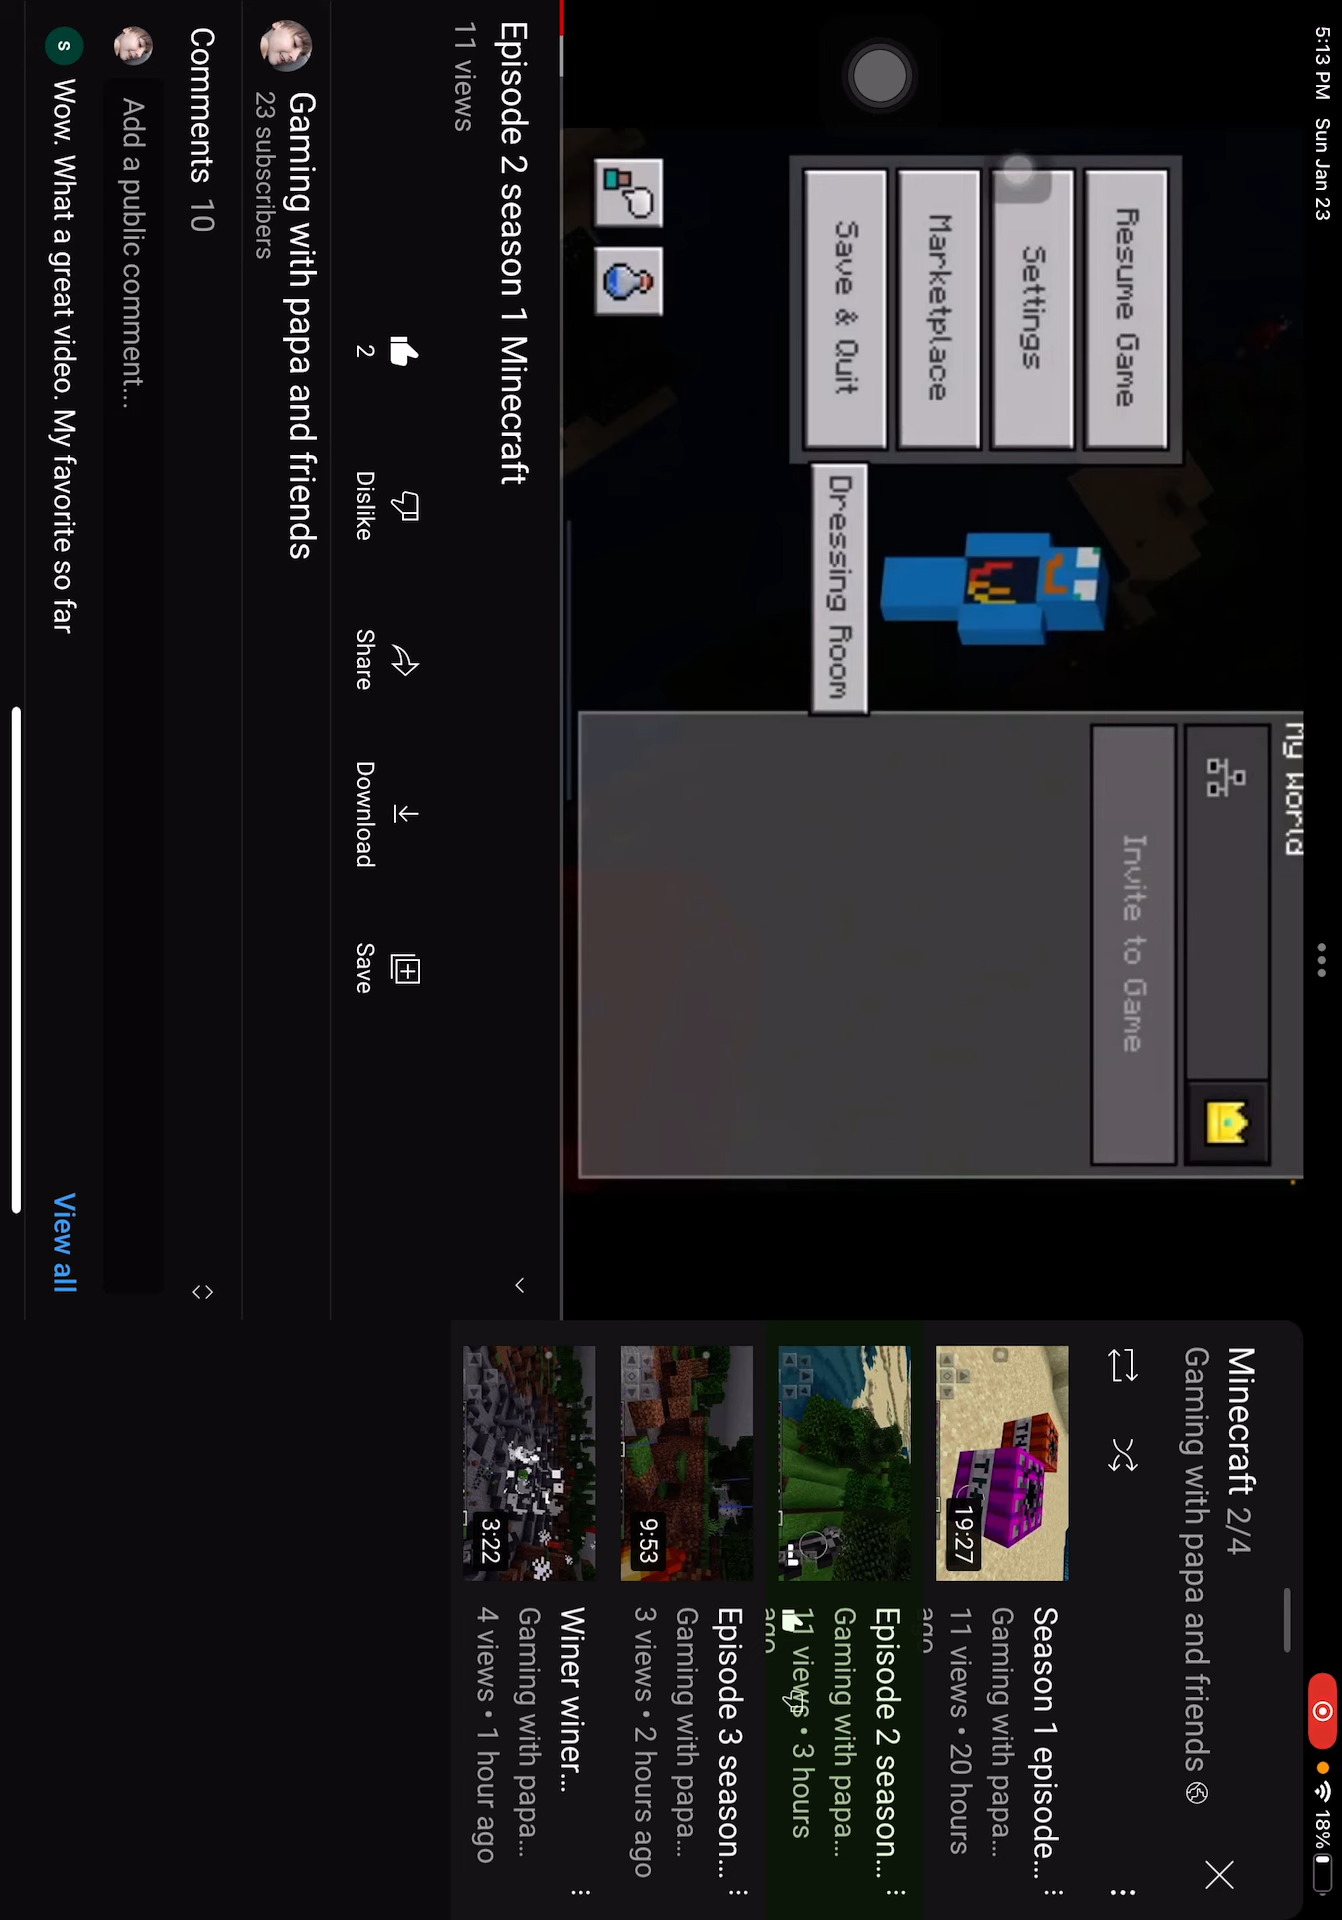 5:13 PM Sun Jan 23
18%
My World
Resume Game
Settings
Marketplace
Save & Quit
Dressing Room
Invite to Game
Episode 2 season 1 Minecraft
11 views
2
Dislike
Share
Download
Save
Gaming with papa and friends
23 subscribers
Comments 10
Add a public comment...
s
Wow. What a great video. My favorite so far
View all
Minecraft 2/4
Gaming with papa and friends
19:27
Season 1 episode...
Gaming with papa...
11 views • 20 hours
ago
Episode 2 season...
Gaming with papa...
11 views • 3 hours
ago
9:53
Episode 3 season...
Gaming with papa...
3 views • 2 hours ago
3:22
Winer winer...
Gaming with papa...
4 views • 1 hour ago